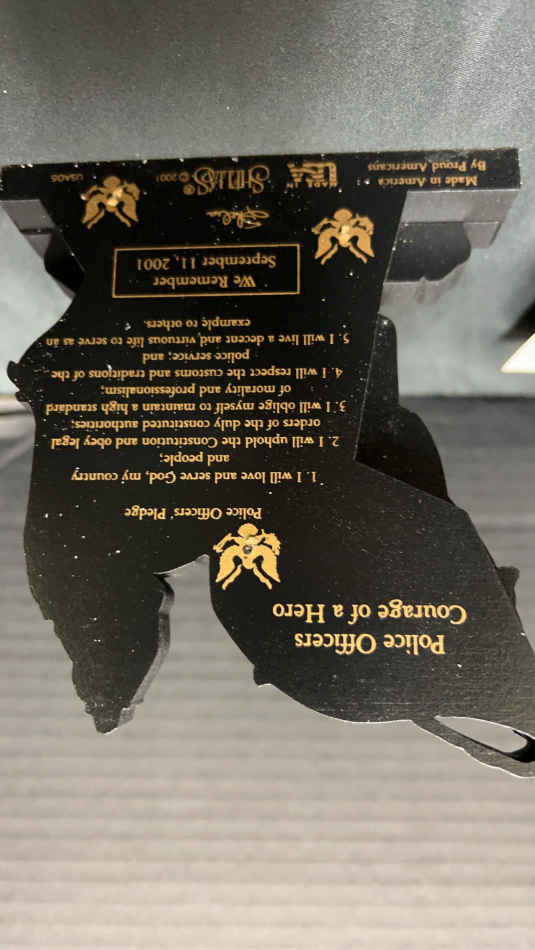 Police Officers
Courage of a Hero
Police Officers' Pledge
1. I will love and serve God, my country
and people;
2. I will uphold the Constitution and obey legal
orders of the duly constituted authorities;
3. I will oblige myself to maintain a high standard
of morality and professionalism;
4. I will respect the customs and traditions of the
police service; and
5. I will live a decent and virtuous life to serve as an
example to others.
We Remember
September 11, 2001
Made in America
By Proud Americans
MADE IN
USA
SHELIA'S®
© 2001
USA05